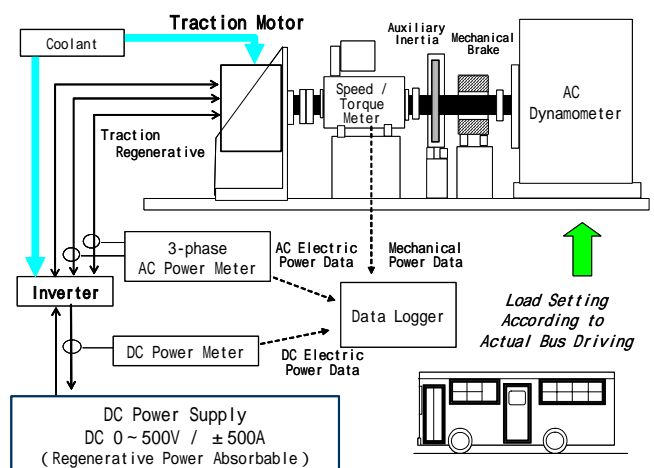 Traction Motor
Coolant
Auxiliary
Inertia
Mechanical
Brake
Speed /
Torque
Meter
AC
Dynamometer
Traction
Regenerative
3-phase
AC Power Meter
AC Electric
Power Data
Mechanical
Power Data
Inverter
Data Logger
Load Setting
According to
Actual Bus Driving
DC Power Meter
DC Electric
Power Data
DC Power Supply
DC 0~500V / ±500A
(Regenerative Power Absorbable)